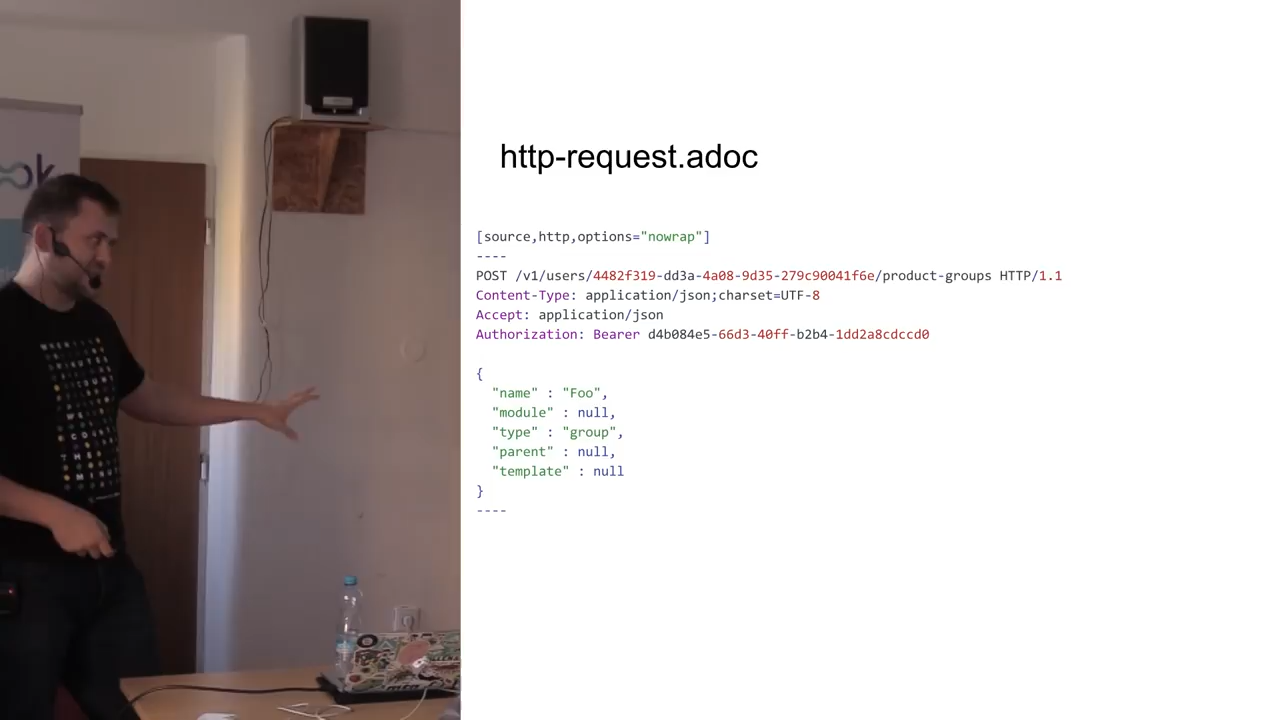 ok
http-request.adoc
[source,http,options="nowrap"]
----
POST /v1/users/4482f319-dd3a-4a08-9d35-279c90041f6e/product-groups HTTP/1.1
Content-Type: application/json;charset=UTF-8
Accept: application/json
Authorization: Bearer d4b084e5-66d3-40ff-b2b4-1dd2a8cdccd0
{
"name" : "Foo",
"module" : null,
"type" : "group",
"parent" : null,
"template" : null
}
----